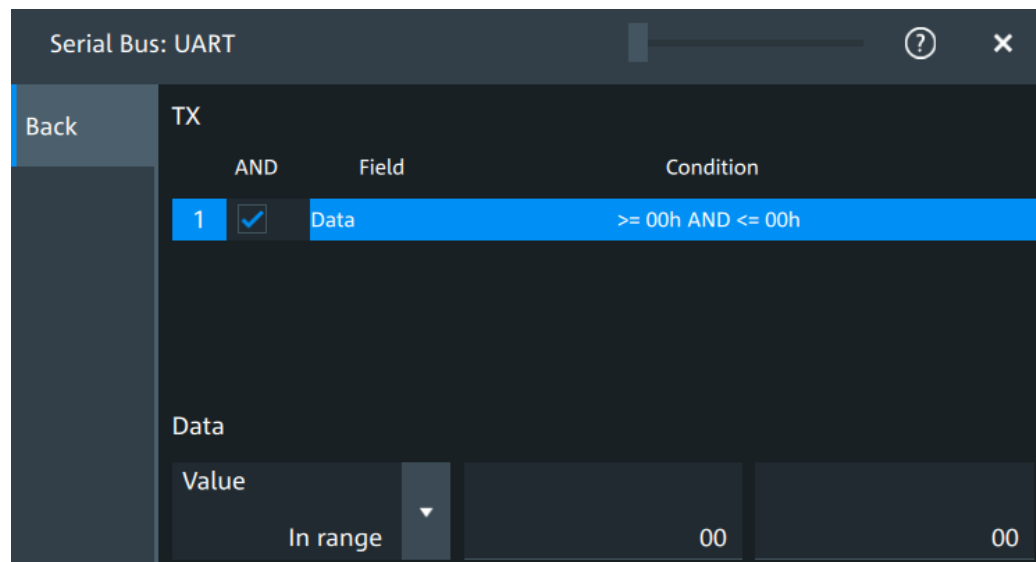 Serial Bus: UART ?
Back
TX
AND Field Condition
1 Data >= 00h AND <= 00h
Data
Value
In range 00 00